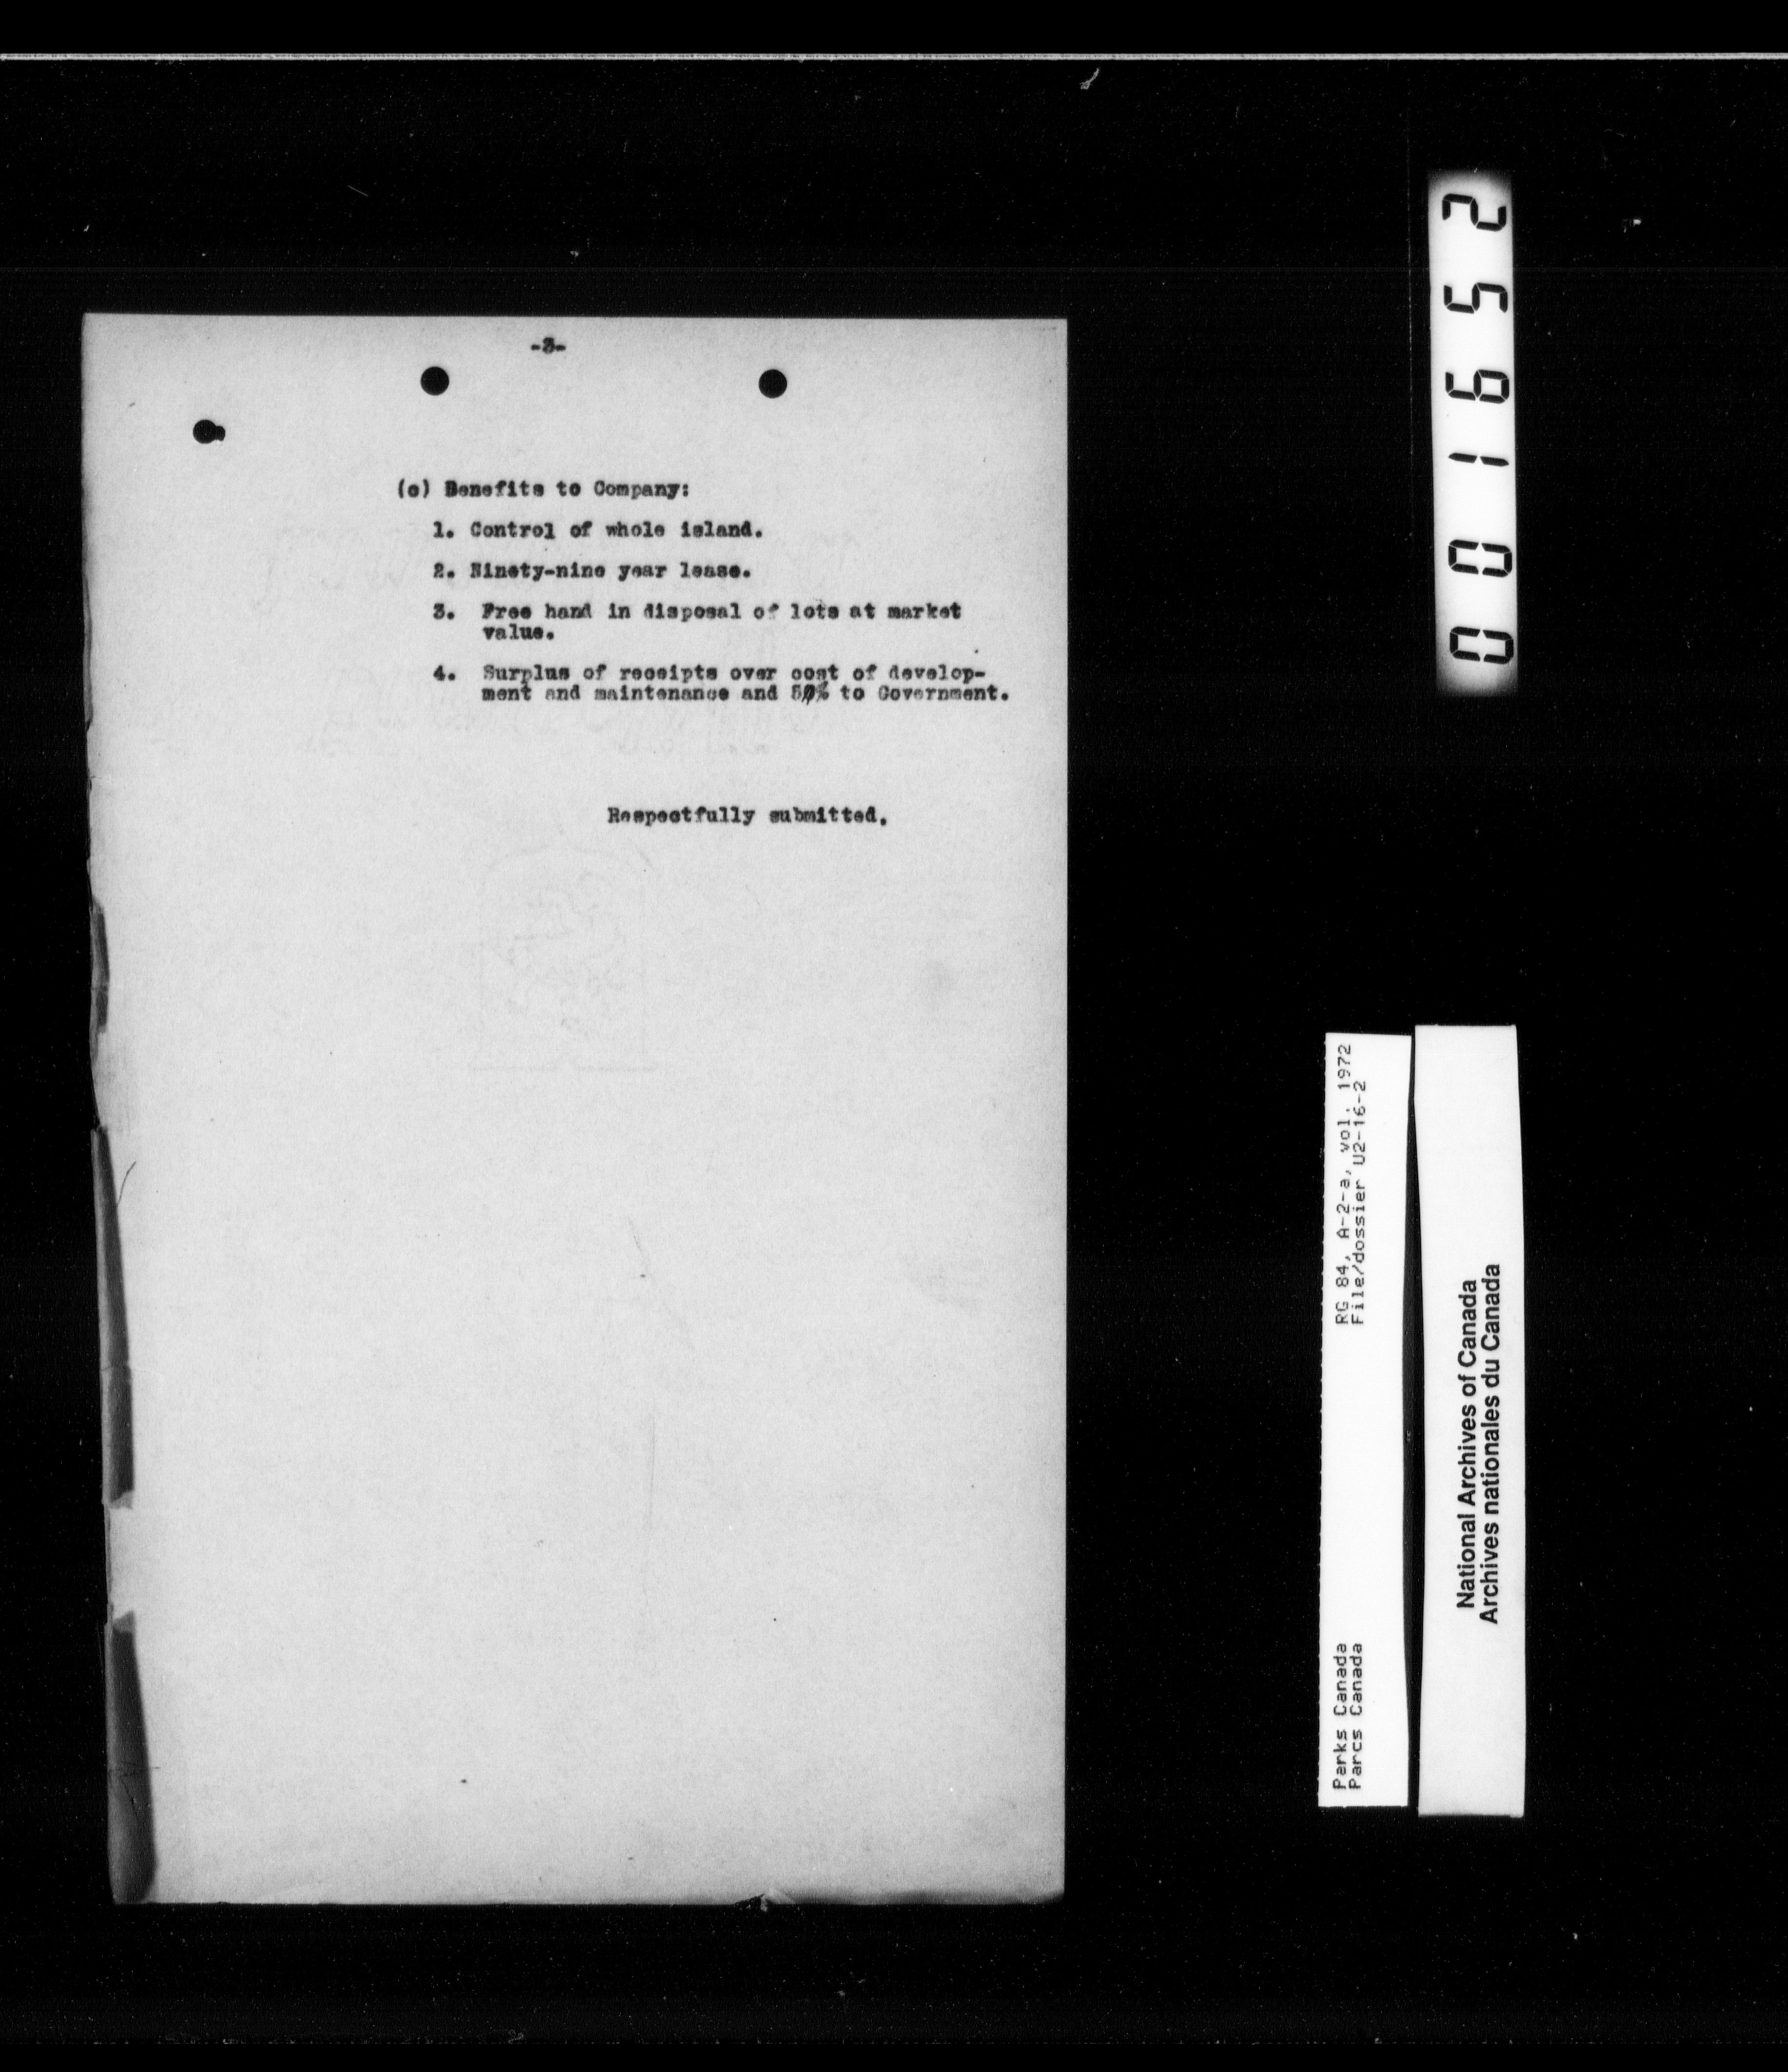 -3-
(c) Benefits to Company:
1. Control of whole island.
2. Ninety-nine year lease.
3. Free hand in disposal of lots at market
value.
4. Surplus of receipts over cost of develop-
ment and maintenance and to Government.
Respectfully submitted,
001652
RG 84, A-2-a, vol. 1972
File/dossier U2-16-2
Parks Canada
Parcs Canada
National Archives of Canada
Archives nationales du Canada